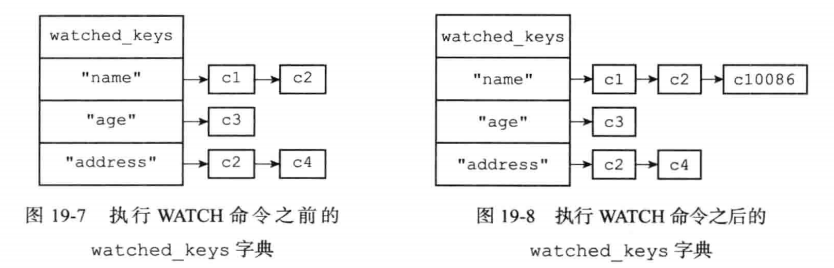 watched_keys
"name"
c1
c2
"age"
c3
"address"
c2
c4
图 19-7 执行 WATCH 命令之前的
watched_keys 字典
watched_keys
"name"
c1
c2
c10086
"age"
c3
"address"
c2
c4
图 19-8 执行 WATCH 命令之后的
watched_keys 字典